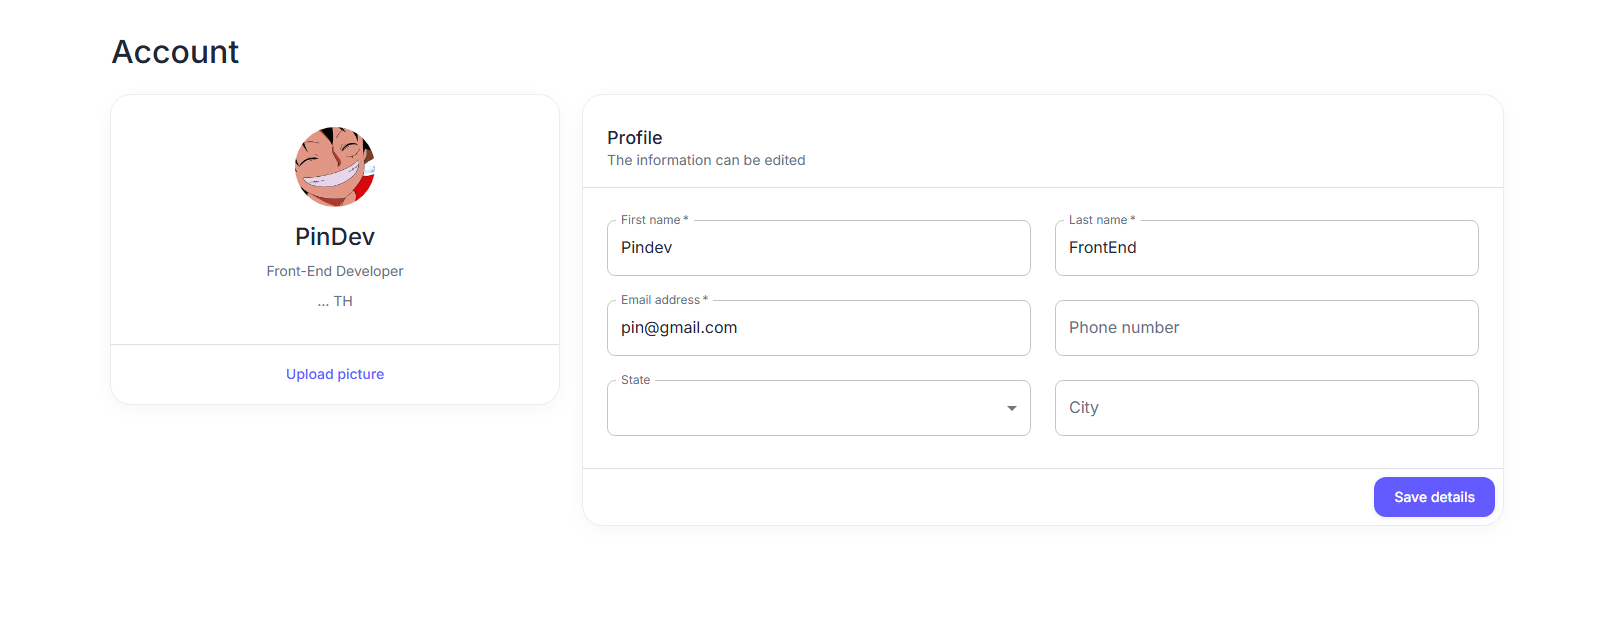 Account
PinDev
Front-End Developer
... TH
Upload picture
Profile
The information can be edited
First name *
Pindev
Last name *
FrontEnd
Email address *
pin@gmail.com
Phone number
State
City
Save details